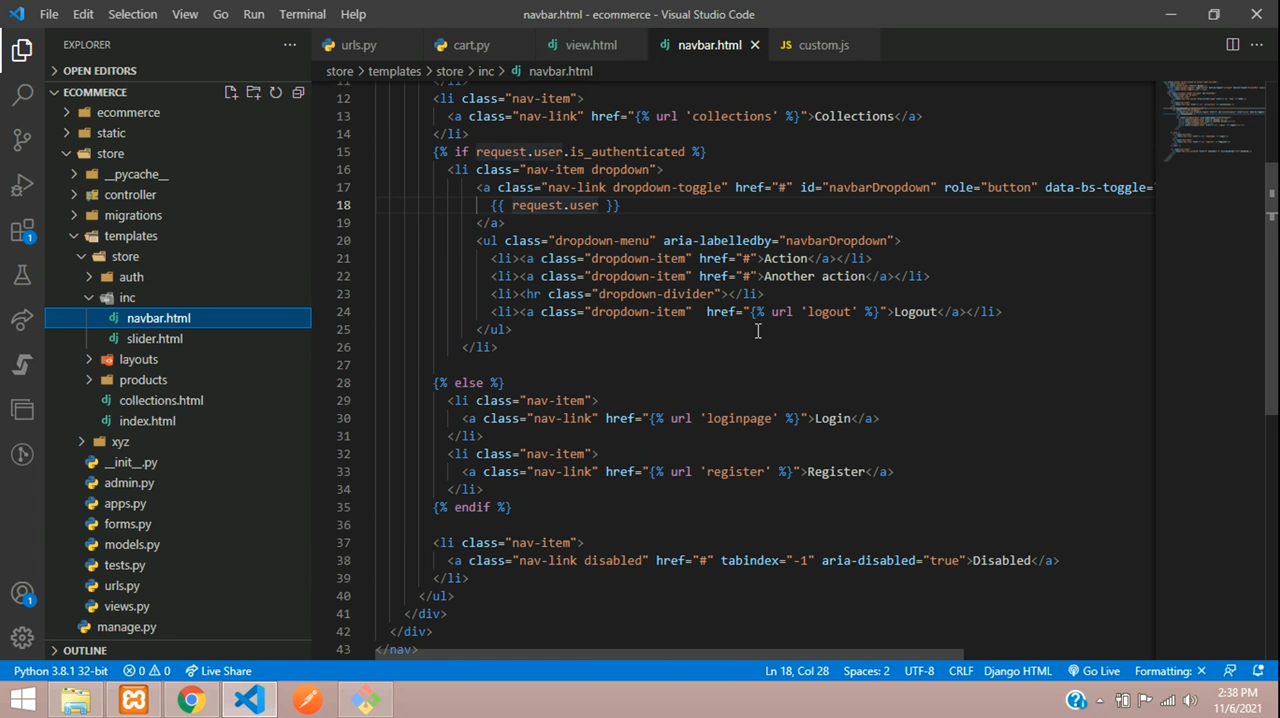 File Edit Selection View Go Run Terminal Help navbar.html - ecommerce - Visual Studio Code
EXPLORER
OPEN EDITORS
ECOMMERCE
ecommerce
static
store
__pycache__
controller
migrations
templates
store
auth
inc
navbar.html
slider.html
layouts
products
collections.html
index.html
xyz
__init__.py
admin.py
apps.py
forms.py
models.py
tests.py
urls.py
views.py
manage.py
OUTLINE
urls.py cart.py view.html navbar.html JS custom.js
store > templates > store > inc > navbar.html
12 <li class="nav-item">
13 <a class="nav-link" href="{% url 'collections' %}">Collections</a>
14 </li>
15 {% if request.user.is_authenticated %}
16 <li class="nav-item dropdown">
17 <a class="nav-link dropdown-toggle" href="#" id="navbarDropdown" role="button" data-bs-toggle=
18 {{ request.user }}
19 </a>
20 <ul class="dropdown-menu" aria-labelledby="navbarDropdown">
21 <li><a class="dropdown-item" href="#">Action</a></li>
22 <li><a class="dropdown-item" href="#">Another action</a></li>
23 <li><hr class="dropdown-divider"></li>
24 <li><a class="dropdown-item"  href="{% url 'logout' %}">Logout</a></li>
25 </ul>
26 </li>
27
28 {% else %}
29 <li class="nav-item">
30 <a class="nav-link" href="{% url 'loginpage' %}">Login</a>
31 </li>
32 <li class="nav-item">
33 <a class="nav-link" href="{% url 'register' %}">Register</a>
34 </li>
35 {% endif %}
36
37 <li class="nav-item">
38 <a class="nav-link disabled" href="#" tabindex="-1" aria-disabled="true">Disabled</a>
39 </li>
40 </ul>
41 </div>
42 </div>
43 </nav>
Python 3.8.1 32-bit 0 0 Live Share Ln 18, Col 28 Spaces: 2 UTF-8 CRLF Django HTML Go Live Formatting: ×
2:38 PM
11/6/2021